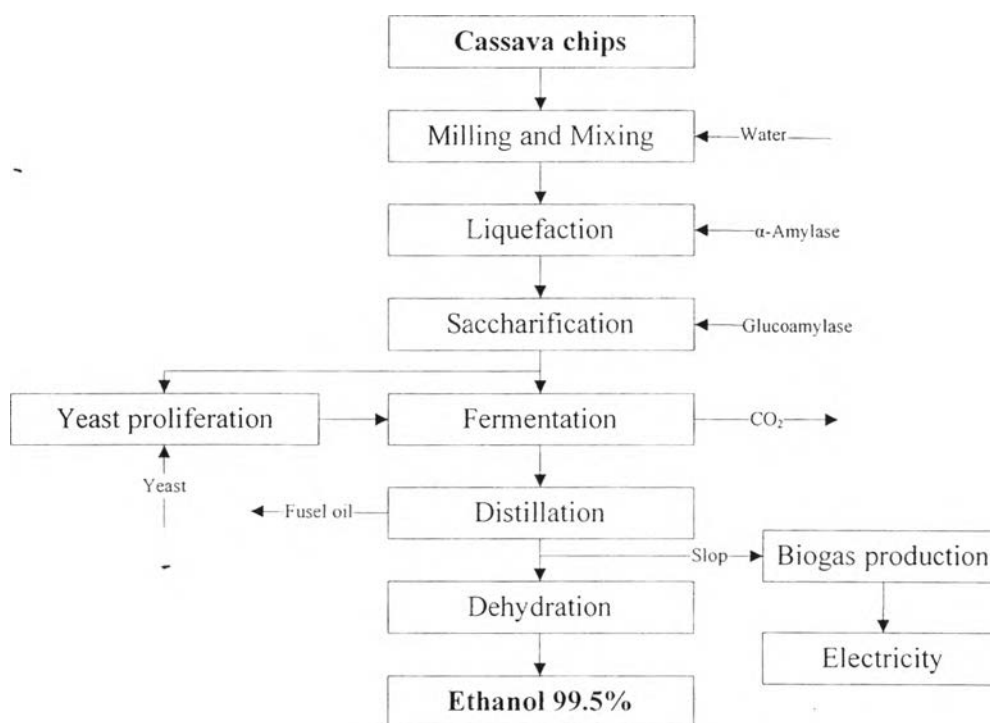 Cassava chips
Milling and Mixing
Water
Liquefaction
α-Amylase
Saccharification
Glucoamylase
Yeast proliferation
Fermentation
CO₂
Yeast
Fusel oil
Distillation
Slop
Biogas production
Dehydration
Electricity
Ethanol 99.5%